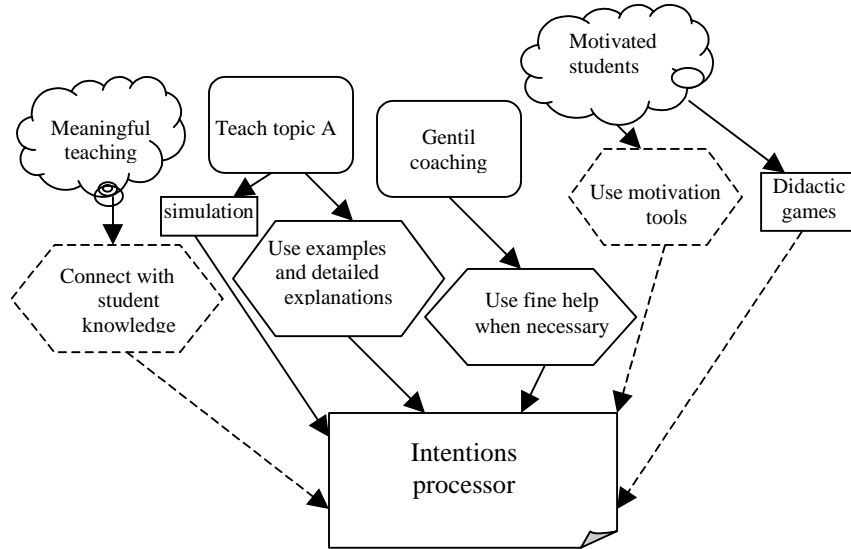 Motivated
students
Meaningful
teaching
Teach topic A
Gentil
coaching
simulation
Use motivation
tools
Didactic
games
Connect with
student
knowledge
Use examples
and detailed
explanations
Use fine help
when necessary
Intentions
processor